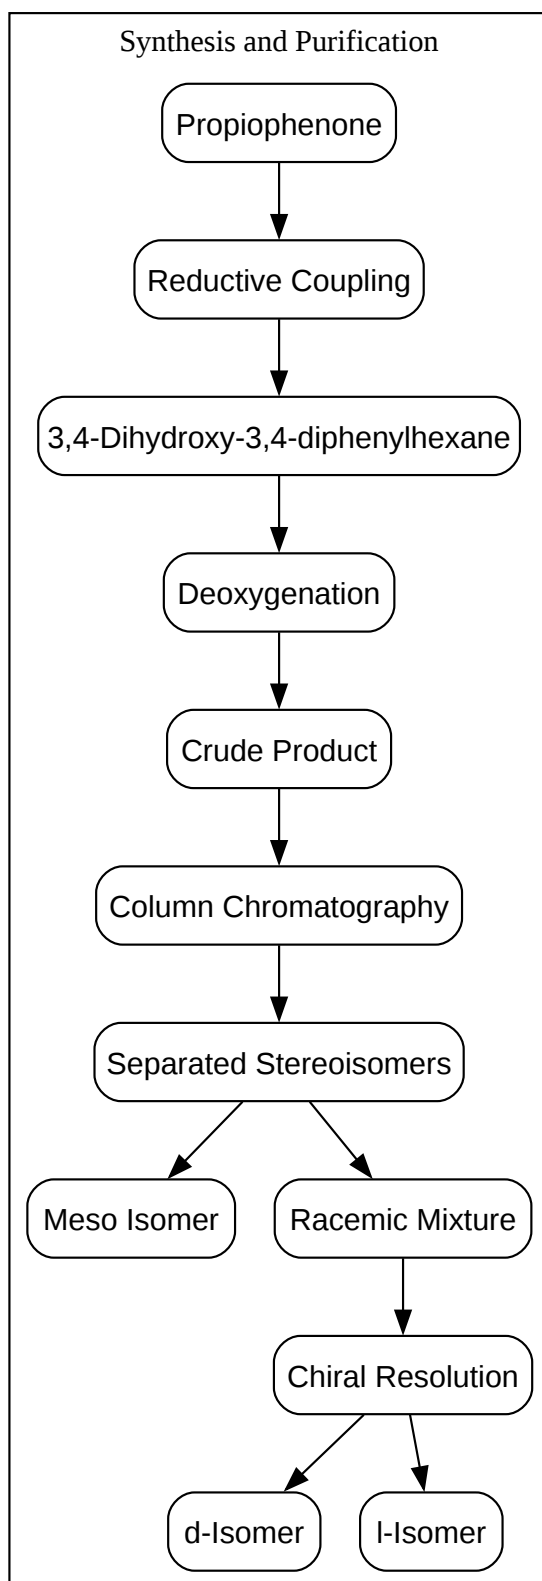 Synthesis and Purification
Propiophenone
Reductive Coupling
3,4-Dihydroxy-3,4-diphenylhexane
Deoxygenation
Crude Product
Column Chromatography
Separated Stereoisomers
Meso Isomer
Racemic Mixture
Chiral Resolution
d-Isomer
l-Isomer